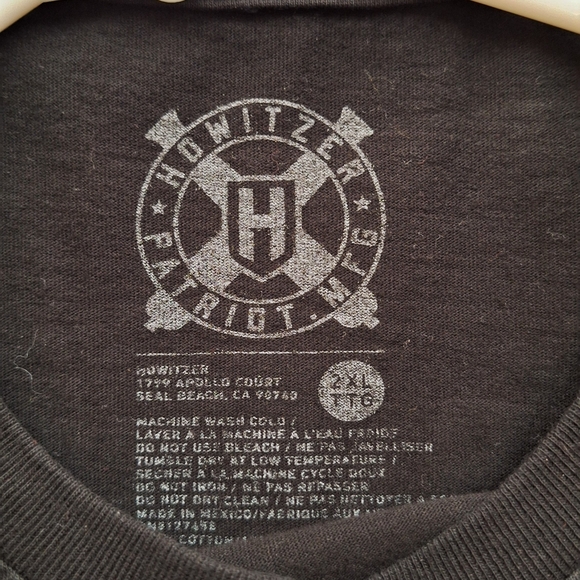 HOWITZER
H
PATRIOT.MFG
HOWITZER
1799 APOLLO COURT
SEAL BEACH, CA 90740
2XL
TTG
MACHINE WASH COLD /
LAVER À LA MACHINE À L'EAU FROIDE
DO NOT USE BLEACH / NE PAS JAVELLISER
TUMBLE DRY AT LOW TEMPERATURE /
SÉCHER À LA MACHINE CYCLE DOUX
DO NOT IRON / NE PAS REPASSER
DO NOT DRY CLEAN / NE PAS NETTOYER À
MADE IN MEXICO/FABRIQUE AUX
COTTON